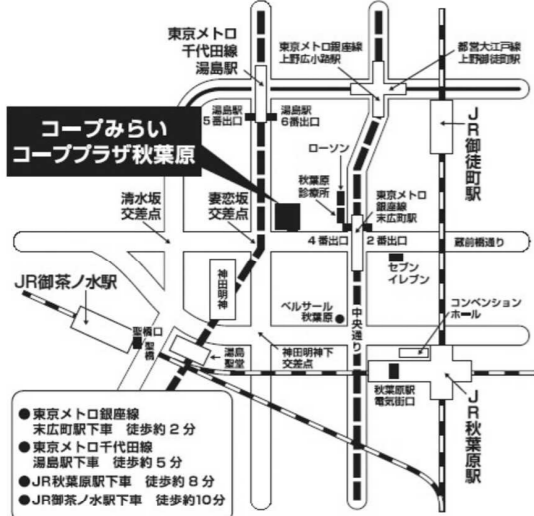 東京メトロ
千代田線
湯島駅
東京メトロ銀座線
上野広小路駅
都営大江戸線
上野御徒町駅
湯島駅
5番出口
湯島駅
6番出口
JR御徒町駅
コープみらい
コーププラザ秋葉原
ローソン
秋葉原
診療所
東京メトロ
銀座線
末広町駅
清水坂
交差点
妻恋坂
交差点
4番出口
2番出口
蔵前橋通り
セブン
イレブン
JR御茶ノ水駅
神田明神
ベルサール
秋葉原
中央通り
コンベンション
ホール
聖橋口
聖橋
湯島
聖堂
神田明神下
交差点
秋葉原駅
電気街口
JR秋葉原駅
●東京メトロ銀座線
末広町駅下車 徒歩約2分
●東京メトロ千代田線
湯島駅下車 徒歩約5分
●JR秋葉原駅下車 徒歩約8分
●JR御茶ノ水駅下車 徒歩約10分